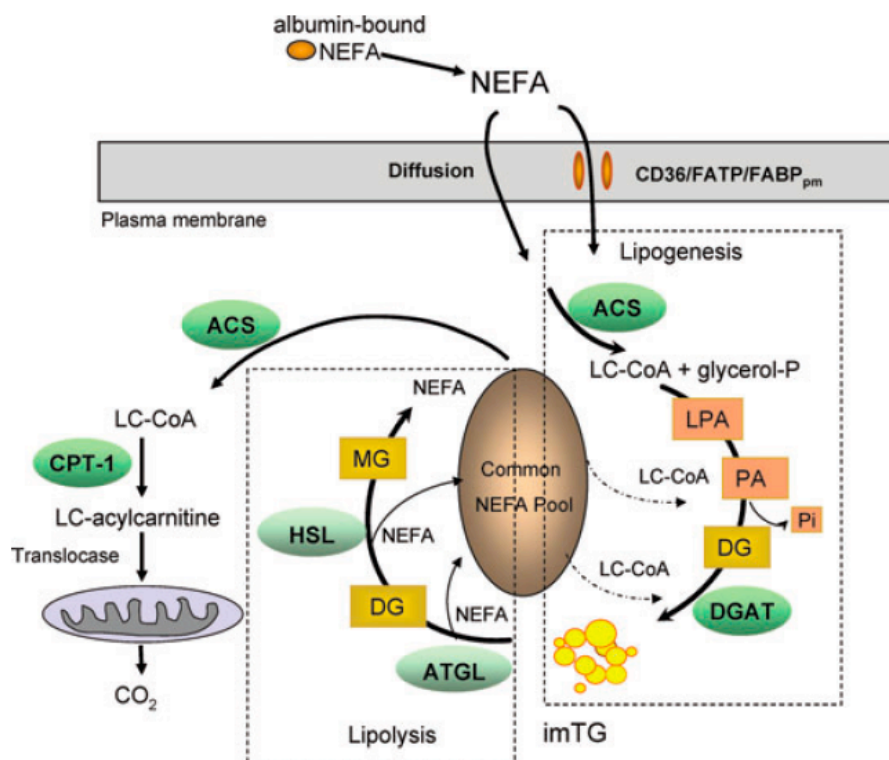 albumin-bound
NEFA
NEFA
Diffusion
CD36/FATP/FABPpm
Plasma membrane
Lipogenesis
ACS
ACS
LC-CoA + glycerol-P
NEFA
LC-CoA
LPA
CPT-1
MG
Common
NEFA Pool
LC-CoA
PA
LC-acylcarnitine
Pi
HSL
NEFA
DG
Translocase
LC-CoA
DG
NEFA
DGAT
ATGL
CO2
Lipolysis
imTG